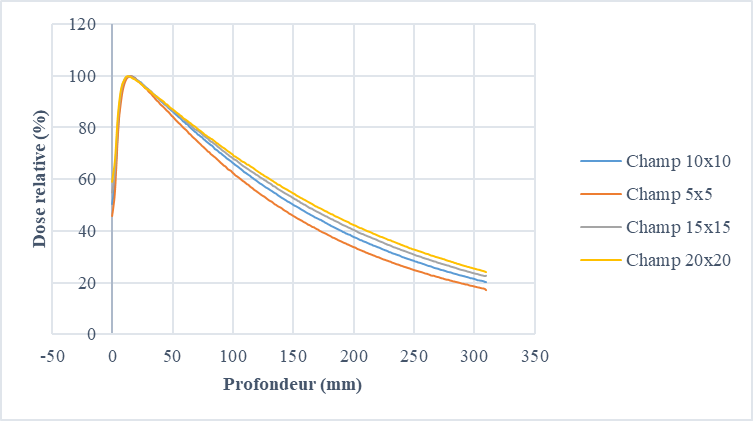 120
100
80
60
40
20
0
-50 0 50 100 150 200 250 300 350
Dose relative (%)
Profondeur (mm)
Champ 10x10
Champ 5x5
Champ 15x15
Champ 20x20